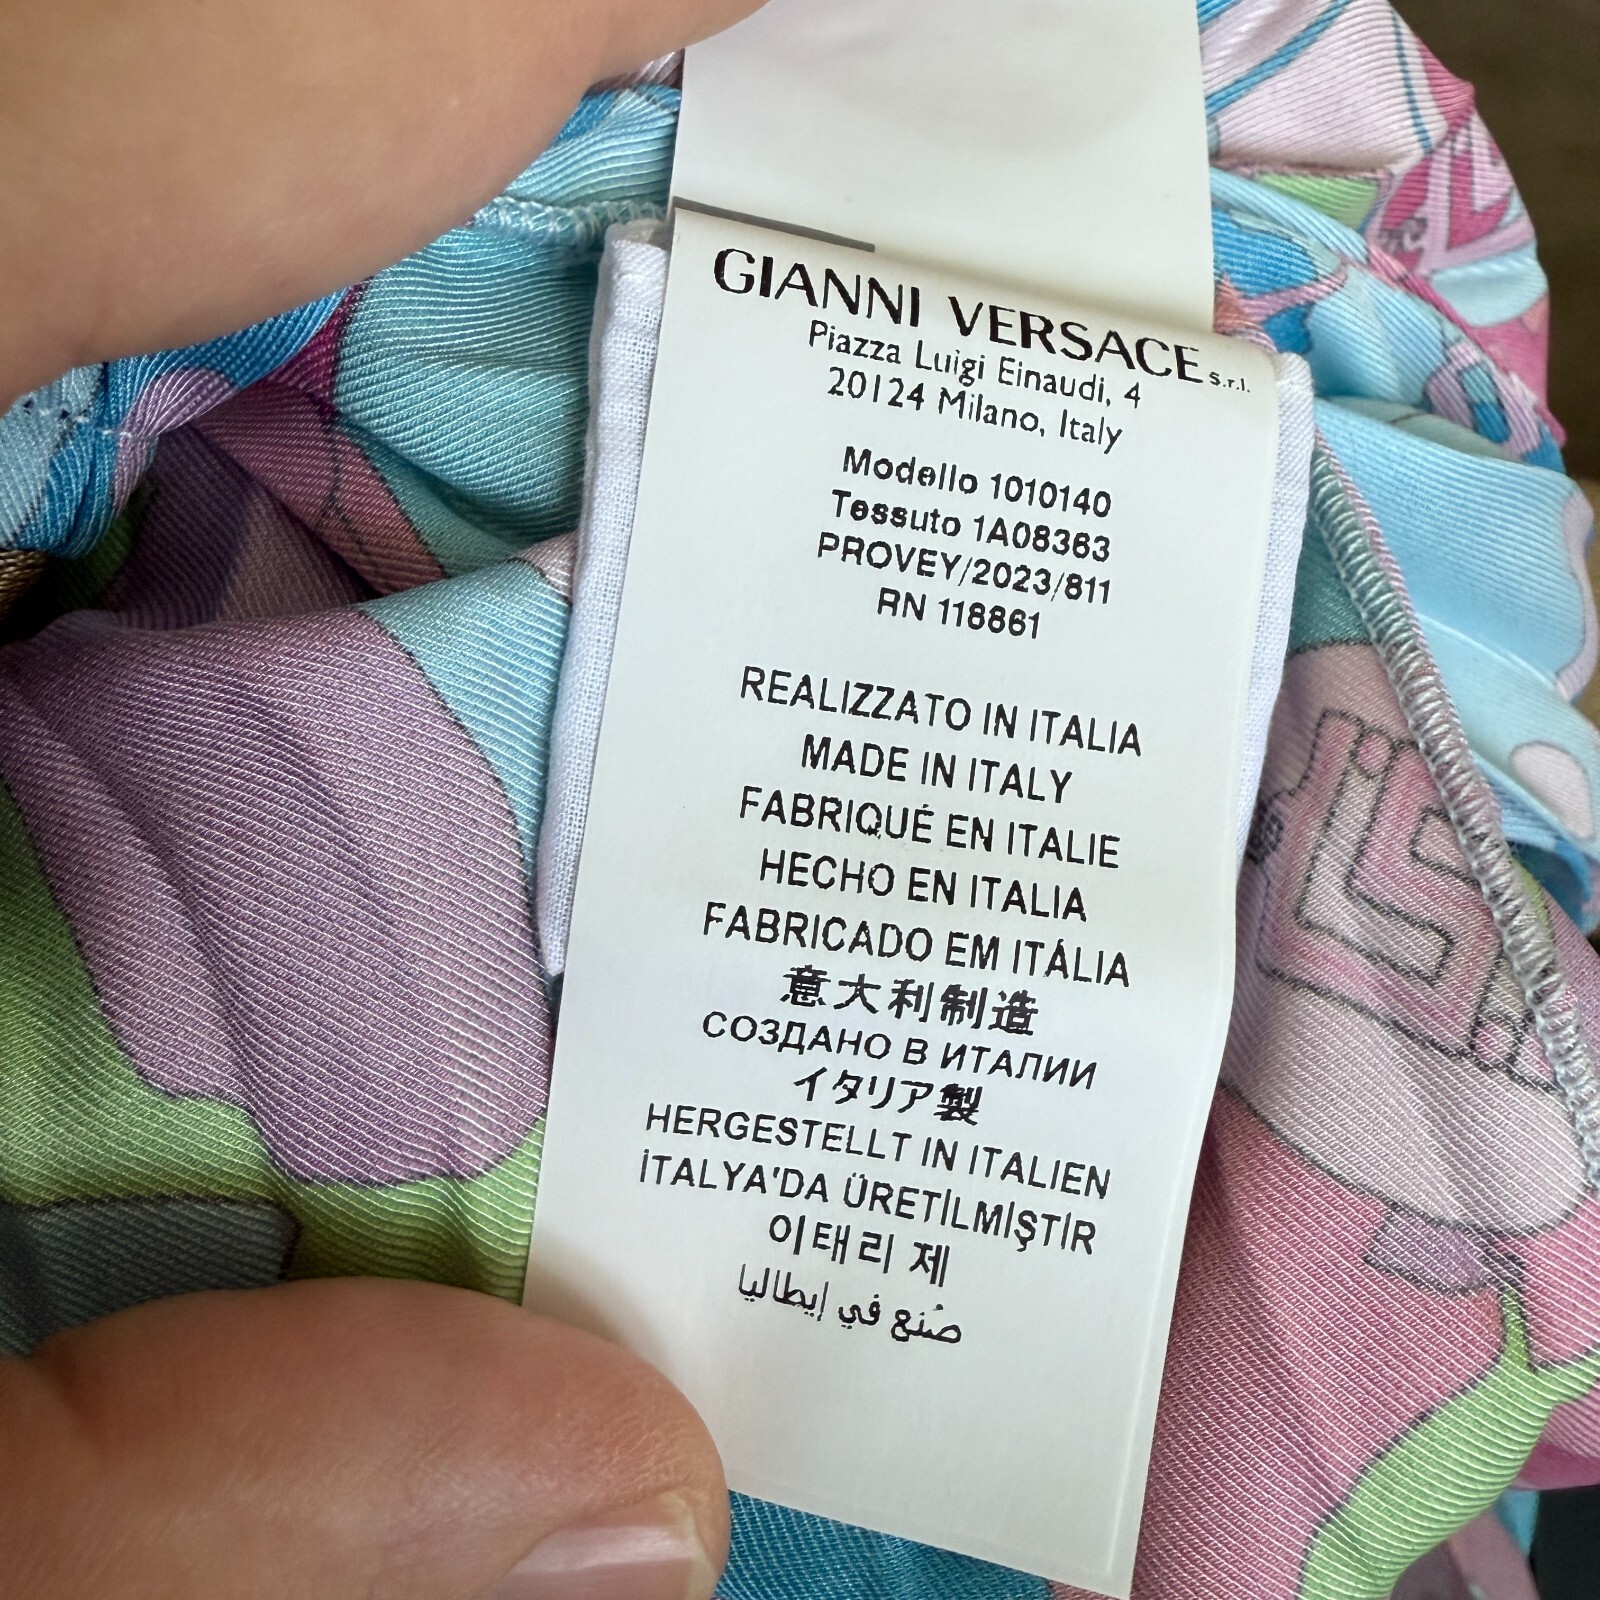 GIANNI VERSACE s.r.l.
Piazza Luigi Einaudi, 4
20124 Milano, Italy
Modello 1010140
Tessuto 1A08363
PROVEY/2023/811
RN 118861
REALIZZATO IN ITALIA
MADE IN ITALY
FABRIQUÉ EN ITALIE
HECHO EN ITALIA
FABRICADO EM ITÁLIA
意大利制造
СОЗДАНО В ИТАЛИИ
イタリア製
HERGESTELLT IN ITALIEN
İTALYA'DA ÜRETİLMİŞTİR
이태리 제
صُنع في إيطاليا